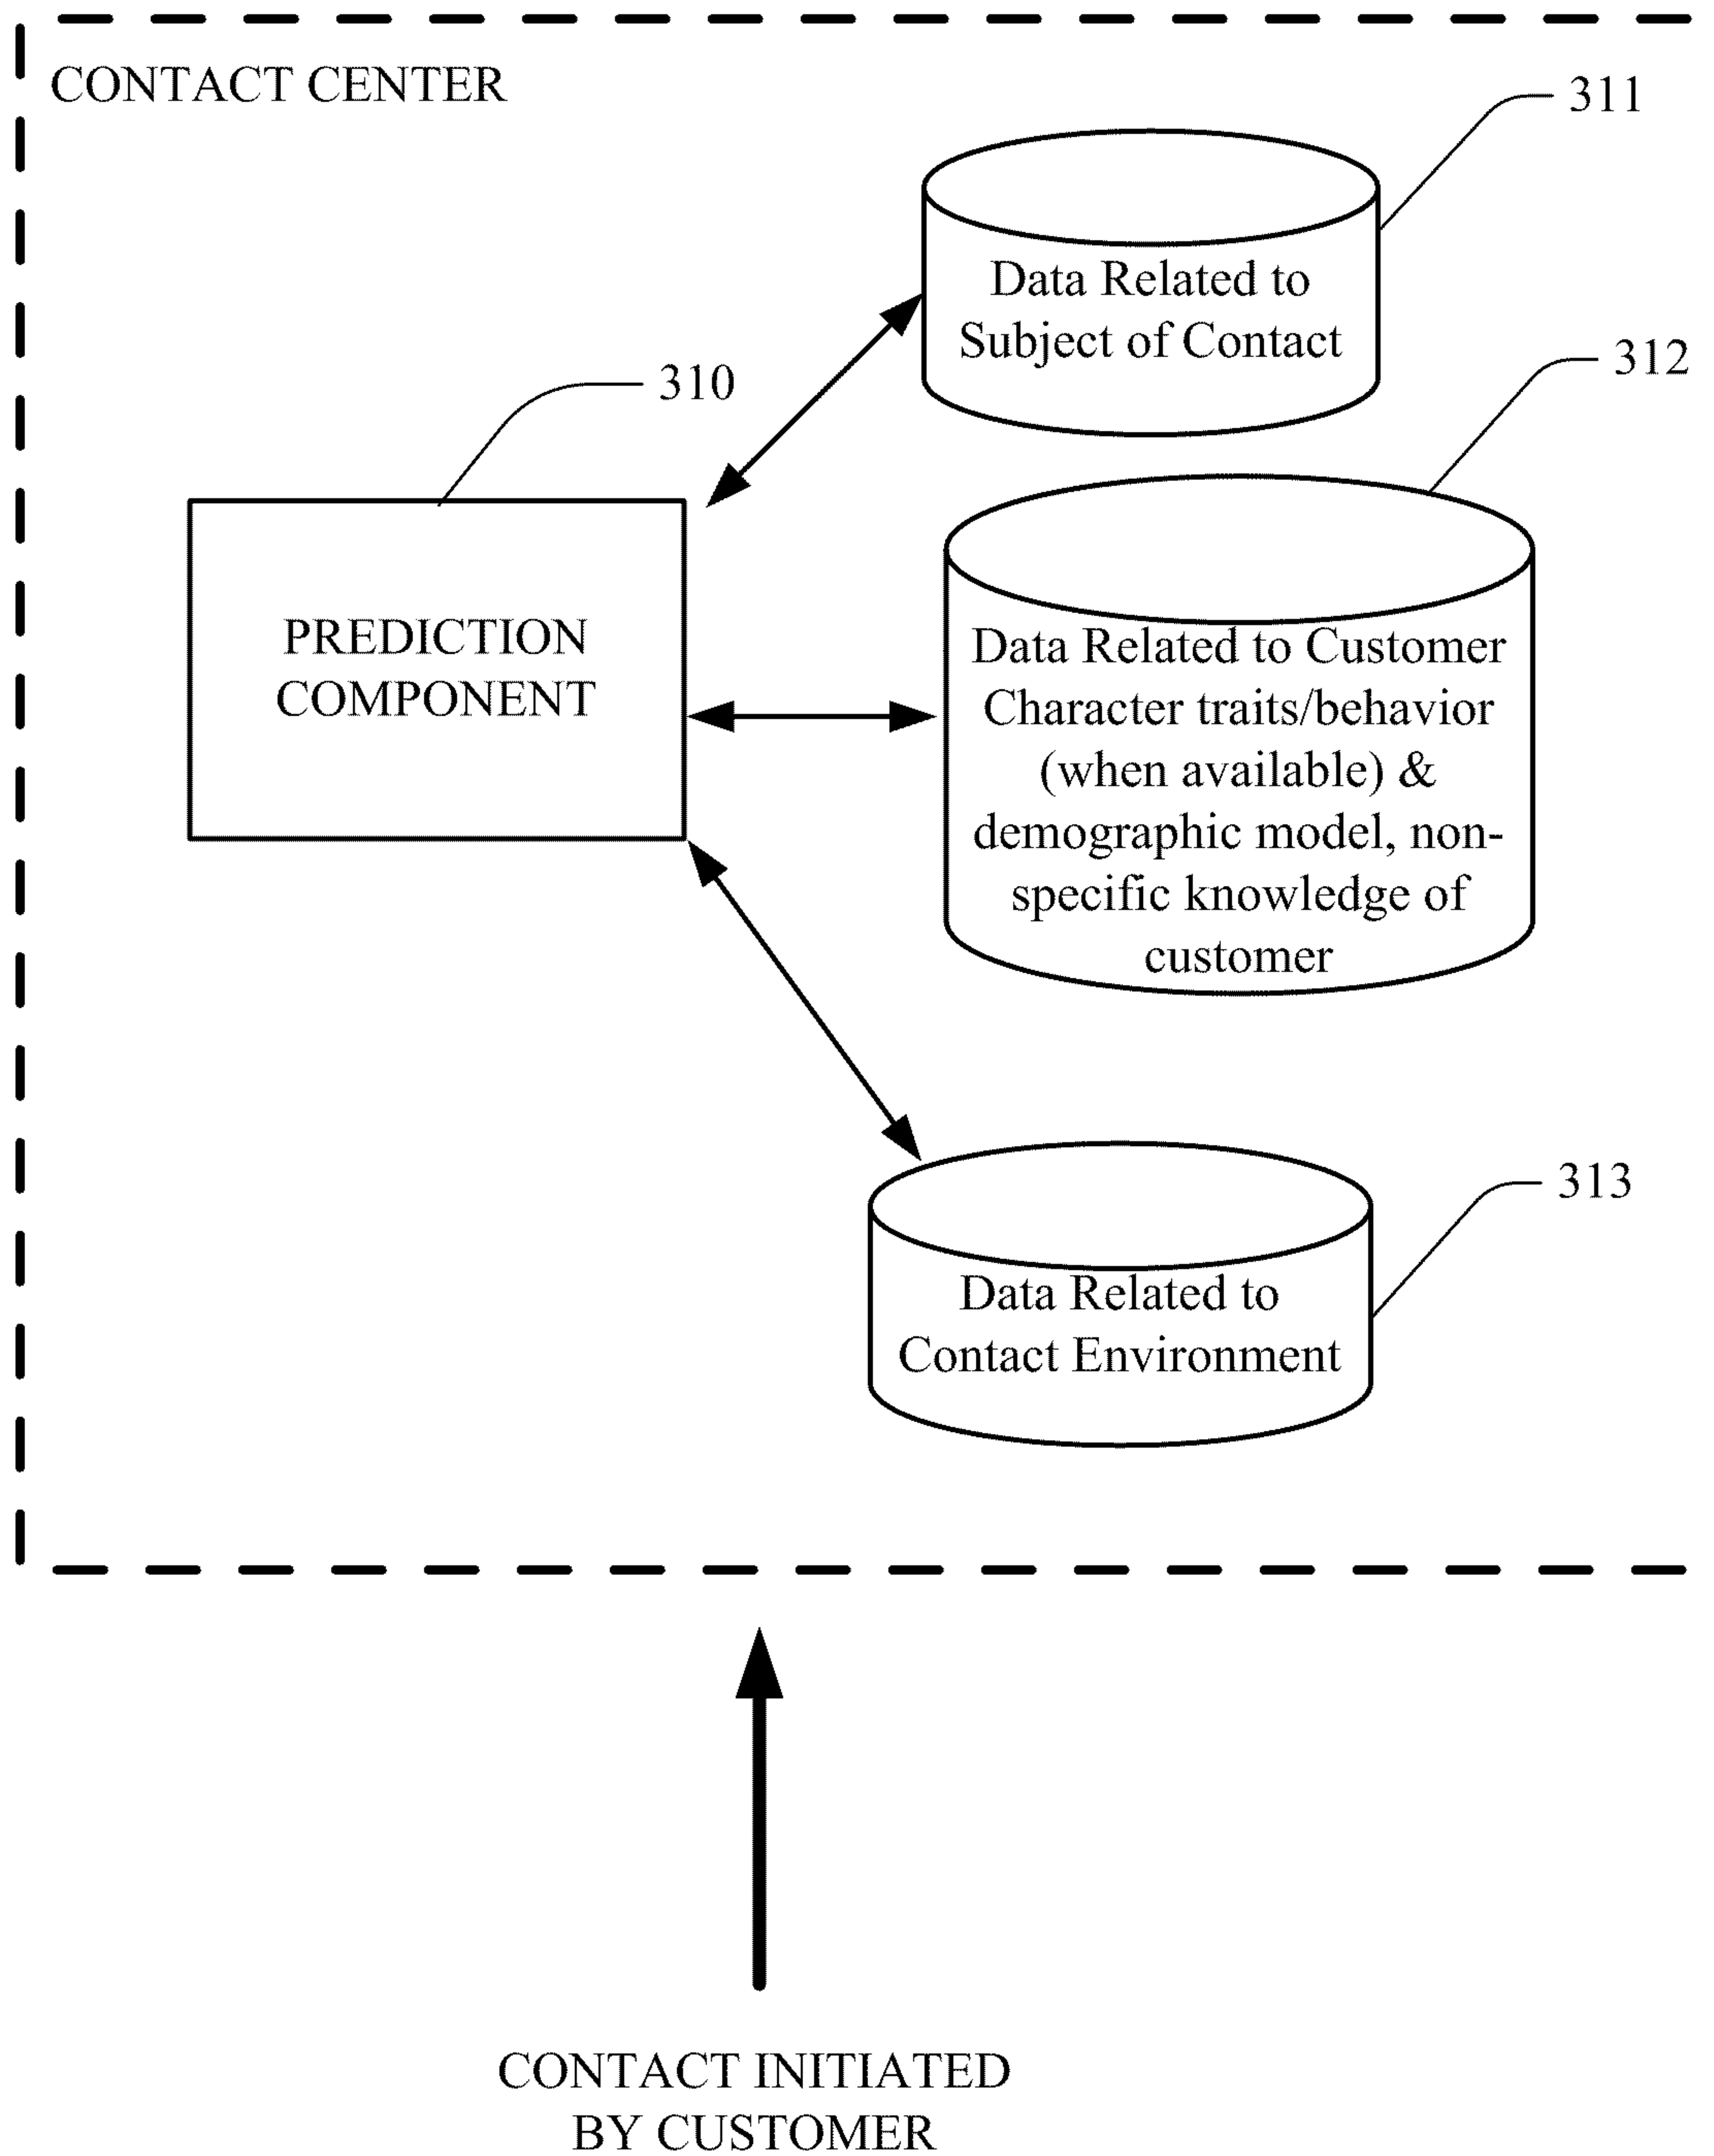 CONTACT CENTER
311
Data Related to
Subject of Contact
312
310
PREDICTION
COMPONENT
Data Related to Customer
Character traits/behavior
(when available) &
demographic model, non-
specific knowledge of
customer
313
Data Related to
Contact Environment
CONTACT INITIATED
BY CUSTOMER